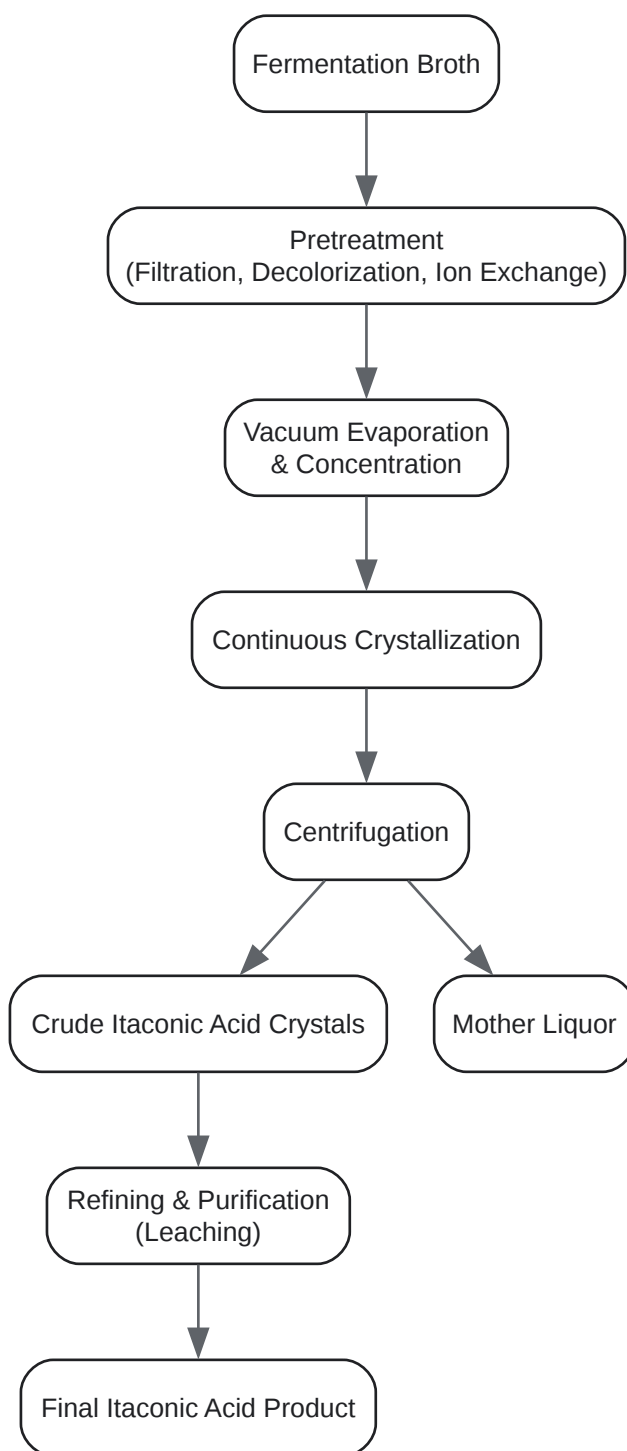 Fermentation Broth
Pretreatment
(Filtration, Decolorization, Ion Exchange)
Vacuum Evaporation
& Concentration
Continuous Crystallization
Centrifugation
Crude Itaconic Acid Crystals
Mother Liquor
Refining & Purification
(Leaching)
Final Itaconic Acid Product